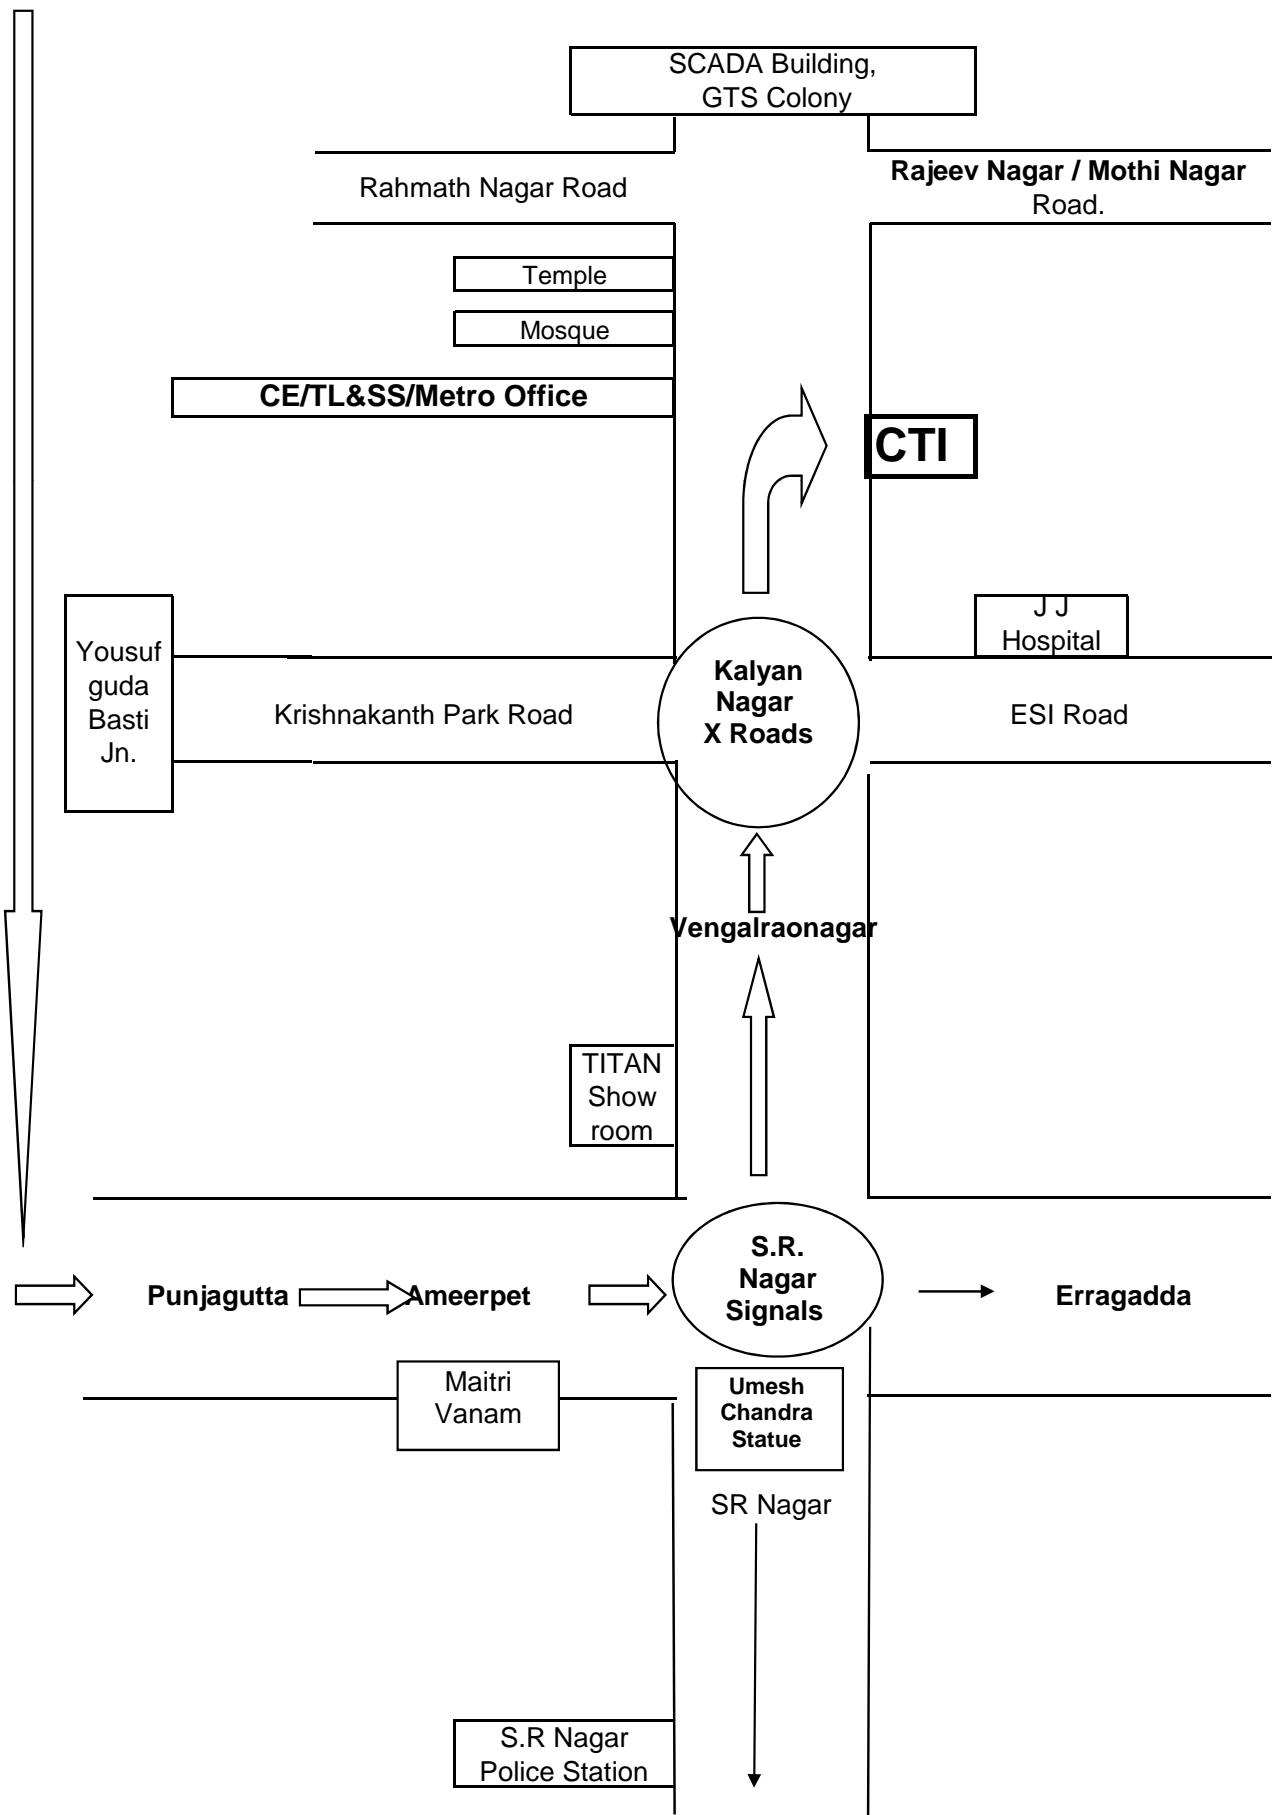 SCADA Building,
GTS Colony
Rahmath Nagar Road
Rajeev Nagar / Mothi Nagar
Road.
Temple
Mosque
CE/TL&SS/Metro Office
CTI
J J
Hospital
Yousuf
guda
Basti
Jn.
Krishnakanth Park Road
Kalyan
Nagar
X Roads
ESI Road
Vengalraonagar
TITAN
Show
room
Punjagutta
Ameerpet
S.R.
Nagar
Signals
Erragadda
Maitri
Vanam
Umesh
Chandra
Statue
SR Nagar
S.R Nagar
Police Station